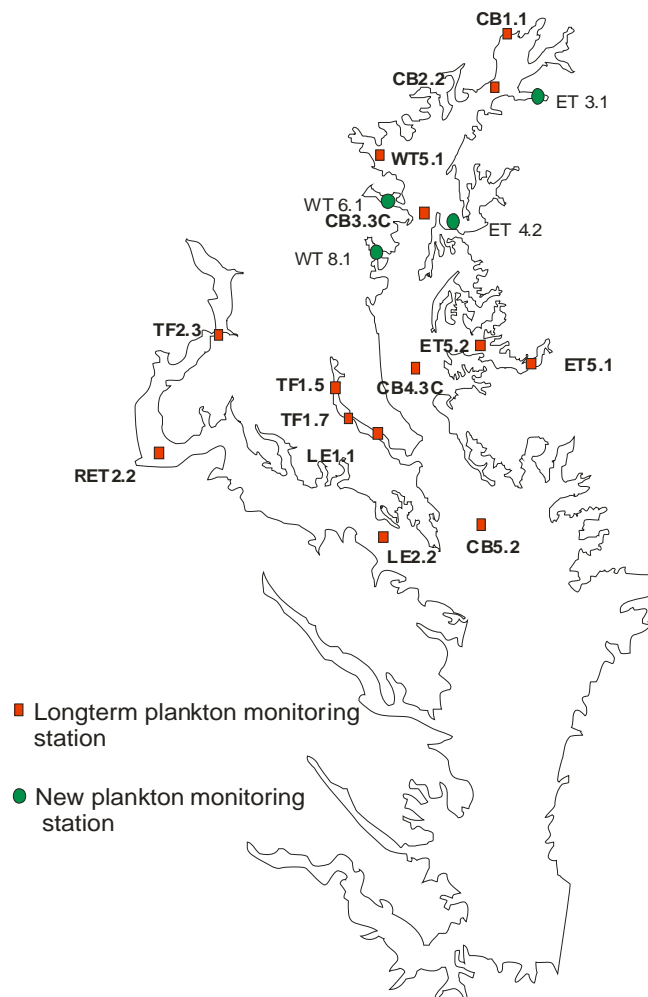 CB1.1
CB2.2
ET 3.1
WT5.1
WT 6.1
CB3.3C
ET 4.2
WT 8.1
TF2.3
ET5.2
ET5.1
CB4.3C
TF1.5
TF1.7
LE1.1
RET2.2
LE2.2
CB5.2
Longterm plankton monitoring
station
New plankton monitoring
station